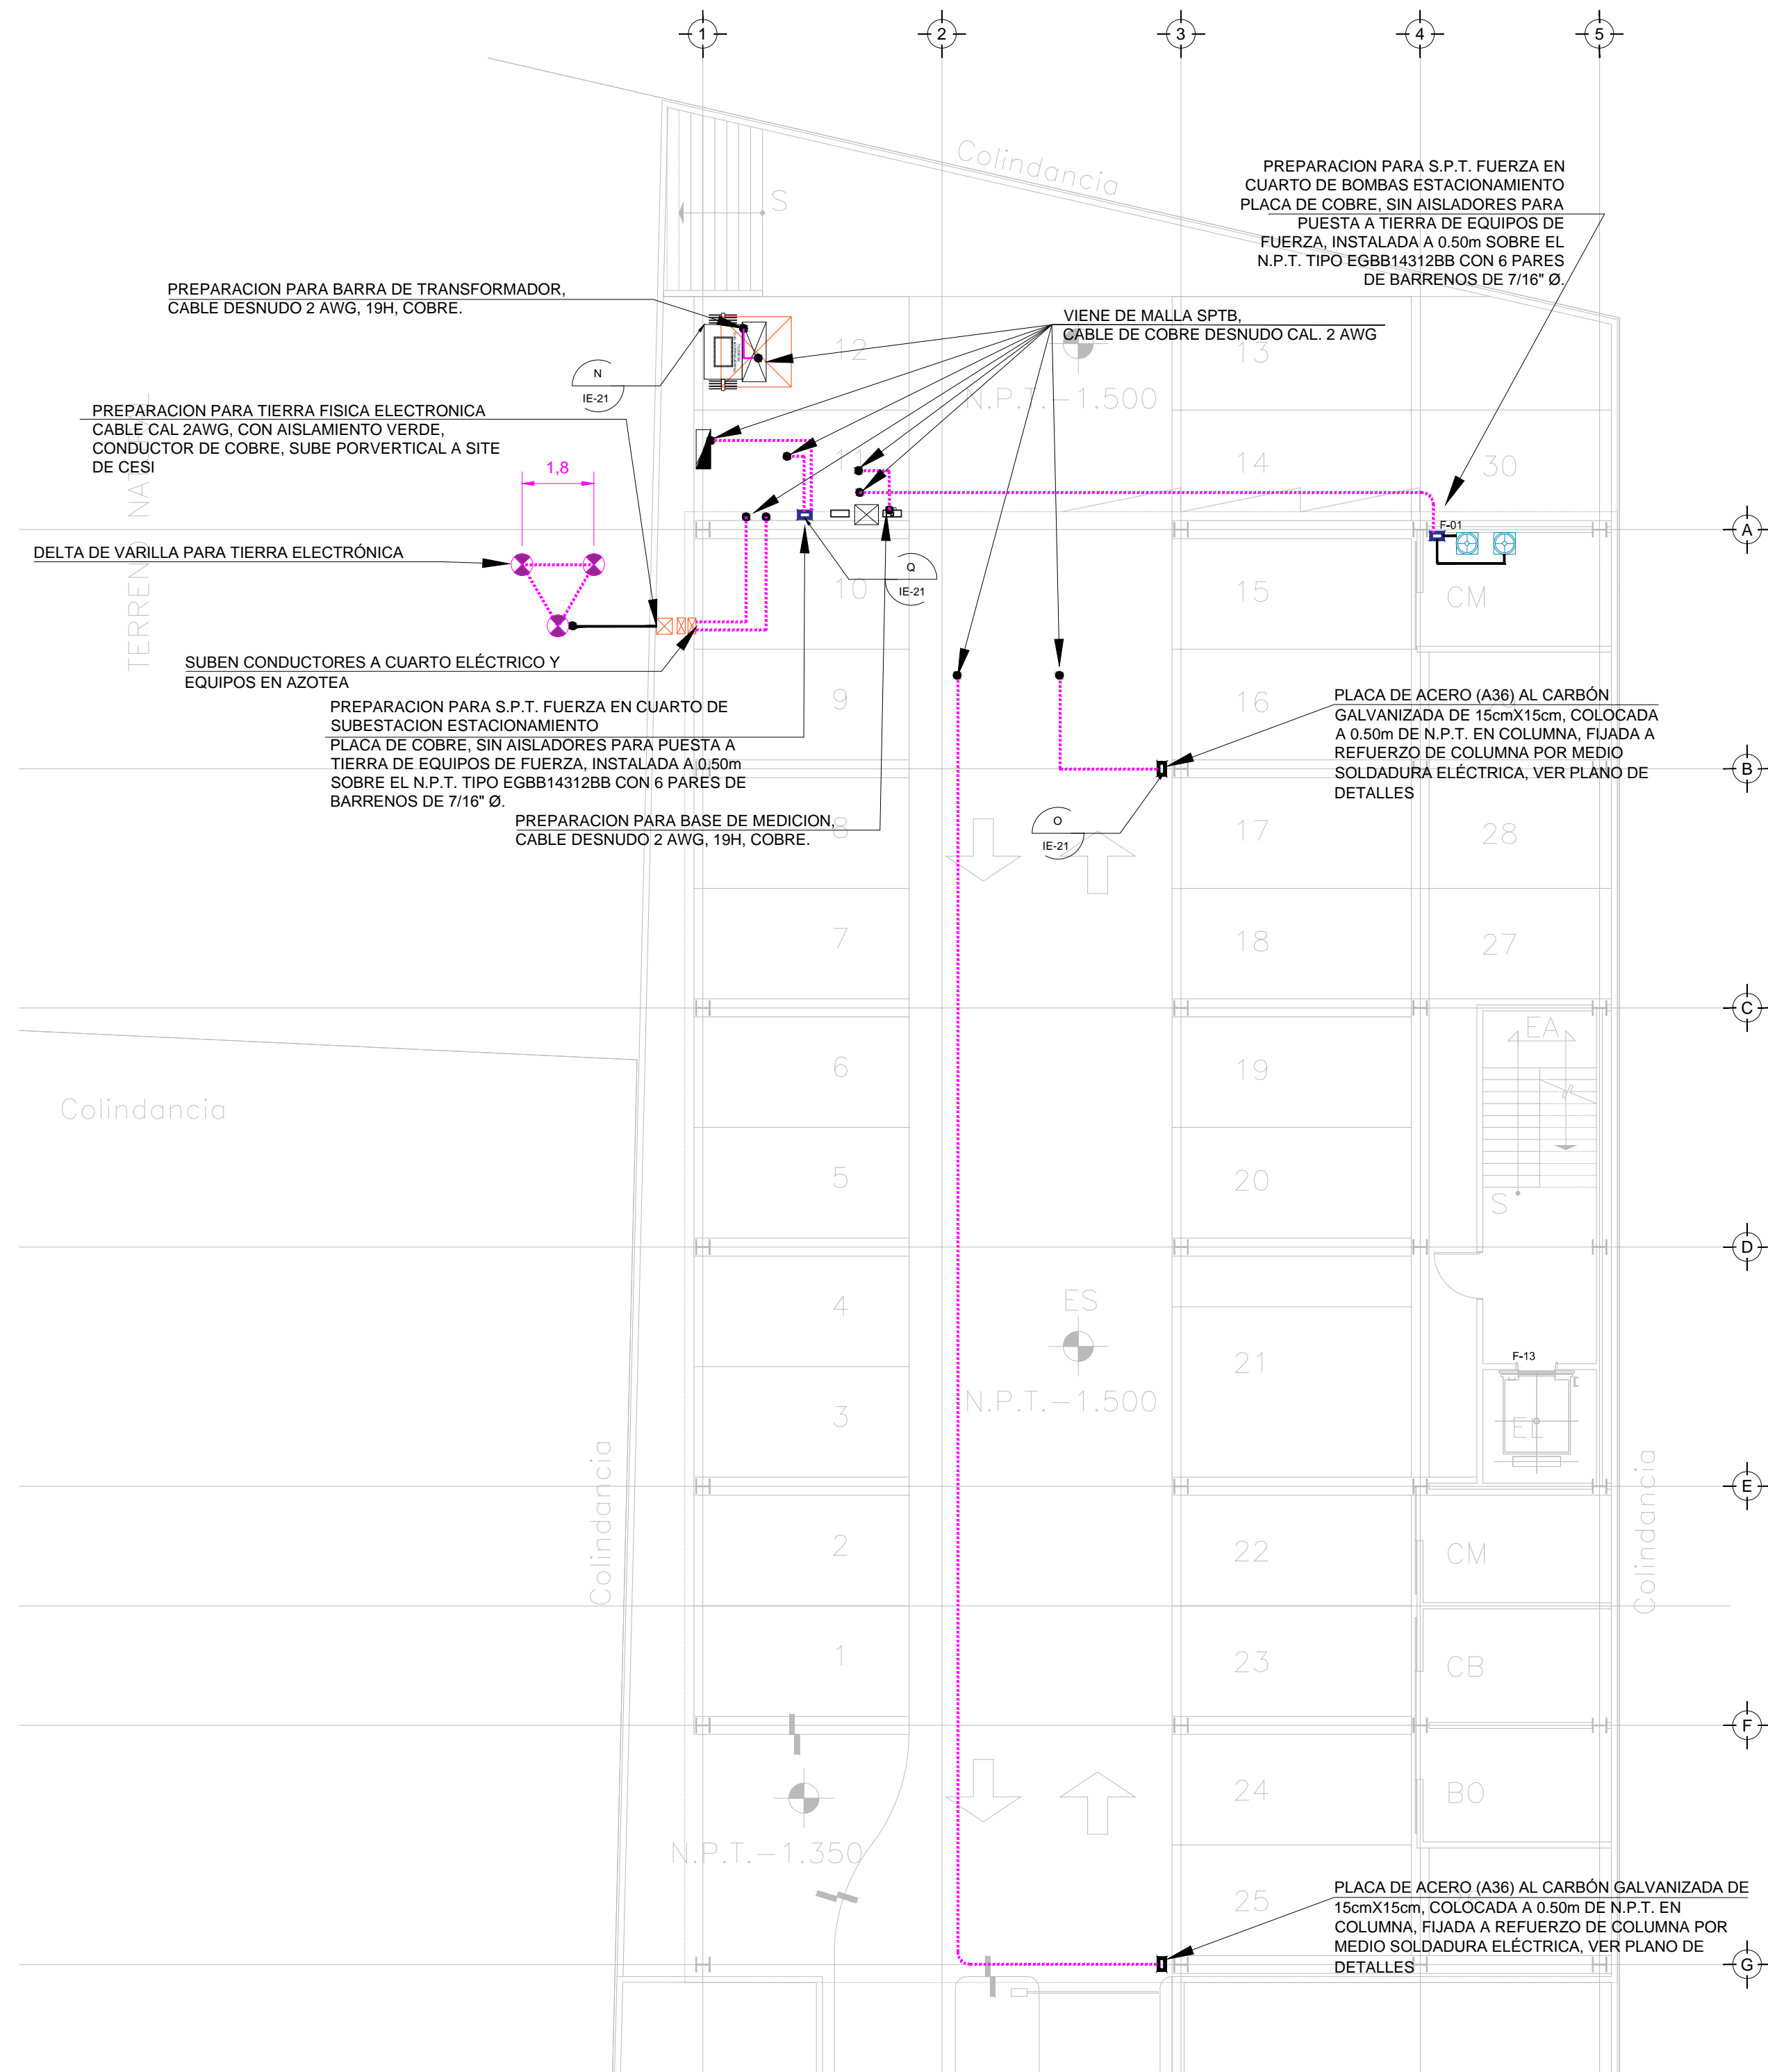 1
2
3
4
5
Colindancia
S
PREPARACION PARA S.P.T. FUERZA EN
CUARTO DE BOMBAS ESTACIONAMIENTO
PLACA DE COBRE, SIN AISLADORES PARA
PUESTA A TIERRA DE EQUIPOS DE
FUERZA, INSTALADA A 0.50m SOBRE EL
N.P.T. TIPO EGBB14312BB CON 6 PARES
DE BARRENOS DE 7/16" Ø.
PREPARACION PARA BARRA DE TRANSFORMADOR,
CABLE DESNUDO 2 AWG, 19H, COBRE.
VIENE DE MALLA SPTB,
CABLE DE COBRE DESNUDO CAL. 2 AWG
12
13
N.P.T.-1.500
N
IE-21
PREPARACION PARA TIERRA FISICA ELECTRONICA
CABLE CAL 2AWG, CON AISLAMIENTO VERDE,
CONDUCTOR DE COBRE, SUBE PORVERTICAL A SITE
DE CESI
1,8
11
14
30
F-01
A
DELTA DE VARILLA PARA TIERRA ELECTRÓNICA
Q
IE-21
10
15
CM
SUBEN CONDUCTORES A CUARTO ELÉCTRICO Y
EQUIPOS EN AZOTEA
9
16
PREPARACION PARA S.P.T. FUERZA EN CUARTO DE
SUBESTACION ESTACIONAMIENTO
PLACA DE COBRE, SIN AISLADORES PARA PUESTA A
TIERRA DE EQUIPOS DE FUERZA, INSTALADA A 0.50m
SOBRE EL N.P.T. TIPO EGBB14312BB CON 6 PARES DE
BARRENOS DE 7/16" Ø.
PLACA DE ACERO (A36) AL CARBÓN
GALVANIZADA DE 15cmX15cm, COLOCADA
A 0.50m DE N.P.T. EN COLUMNA, FIJADA A
REFUERZO DE COLUMNA POR MEDIO
SOLDADURA ELÉCTRICA, VER PLANO DE
DETALLES
B
PREPARACION PARA BASE DE MEDICION,
CABLE DESNUDO 2 AWG, 19H, COBRE.
8
O
IE-21
17
28
7
18
27
C
6
19
EA
Colindancia
5
20
S
D
4
ES
21
F-13
3
N.P.T.-1.500
EL
Colindancia
Colindancia
E
2
22
CM
1
23
CB
F
24
BO
N.P.T.-1.350
25
PLACA DE ACERO (A36) AL CARBÓN GALVANIZADA DE
15cmX15cm, COLOCADA A 0.50m DE N.P.T. EN
COLUMNA, FIJADA A REFUERZO DE COLUMNA POR
MEDIO SOLDADURA ELÉCTRICA, VER PLANO DE
DETALLES
G